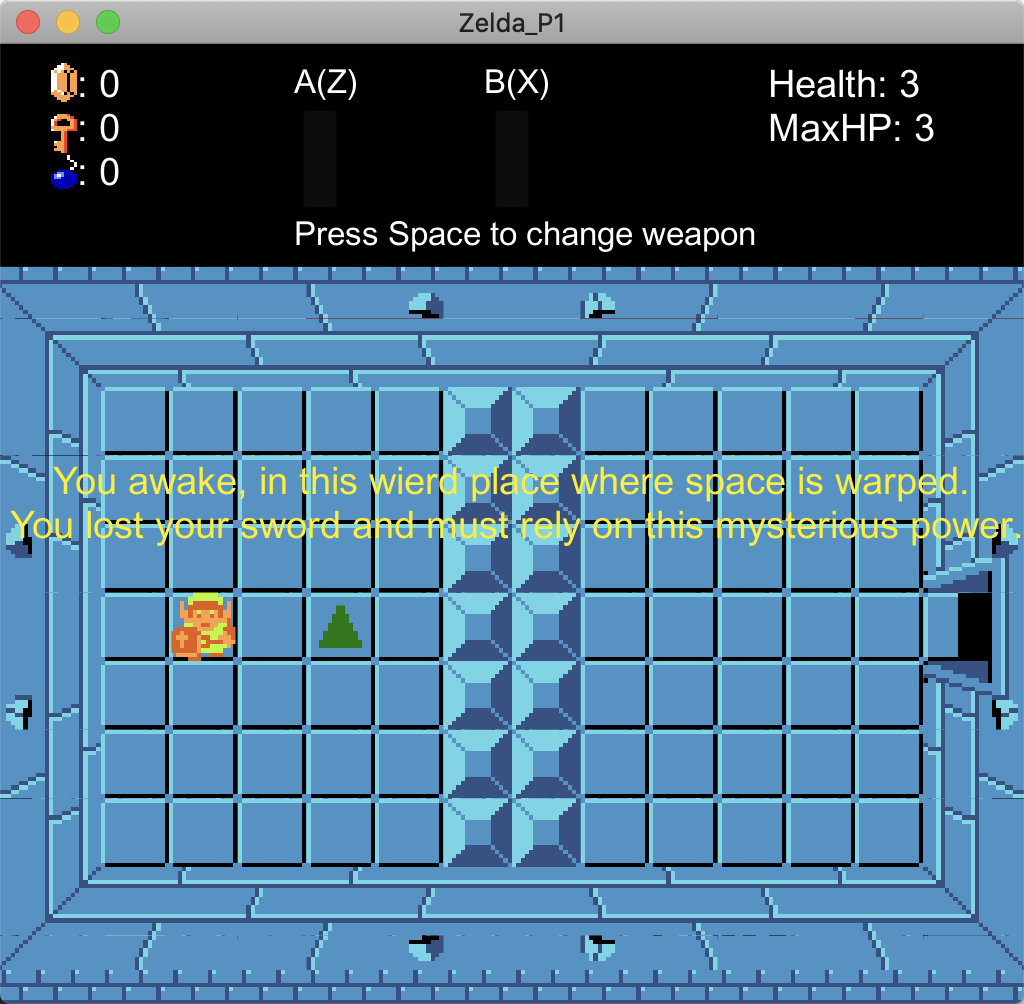 Zelda_P1
: 0
: 0
: 0
A(Z)
B(X)
Health: 3
MaxHP: 3
Press Space to change weapon
You awake, in this wierd place where space is warped.
You lost your sword and must rely on this mysterious power.